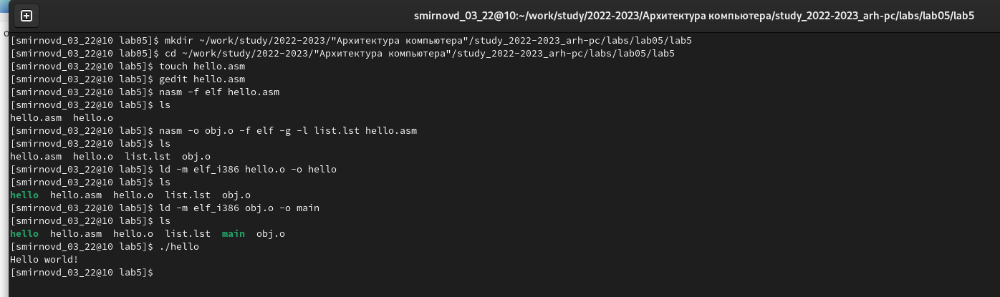 smirnovd_03_22@10:~/work/study/2022-2023/Архитектура компьютера/study_2022-2023_arh-pc/labs/lab05/lab5
[smirnovd_03_22@10 lab05]$ mkdir ~/work/study/2022-2023/"Архитектура компьютера"/study_2022-2023_arh-pc/labs/lab05/lab5
[smirnovd_03_22@10 lab05]$ cd ~/work/study/2022-2023/"Архитектура компьютера"/study_2022-2023_arh-pc/labs/lab05/lab5
[smirnovd_03_22@10 lab5]$ touch hello.asm
[smirnovd_03_22@10 lab5]$ gedit hello.asm
[smirnovd_03_22@10 lab5]$ nasm -f elf hello.asm
[smirnovd_03_22@10 lab5]$ ls
hello.asm  hello.o
[smirnovd_03_22@10 lab5]$ nasm -o obj.o -f elf -g -l list.lst hello.asm
[smirnovd_03_22@10 lab5]$ ls
hello.asm  hello.o  list.lst  obj.o
[smirnovd_03_22@10 lab5]$ ld -m elf_i386 hello.o -o hello
[smirnovd_03_22@10 lab5]$ ls
hello  hello.asm  hello.o  list.lst  obj.o
[smirnovd_03_22@10 lab5]$ ld -m elf_i386 obj.o -o main
[smirnovd_03_22@10 lab5]$ ls
hello  hello.asm  hello.o  list.lst  main  obj.o
[smirnovd_03_22@10 lab5]$ ./hello
Hello world!
[smirnovd_03_22@10 lab5]$